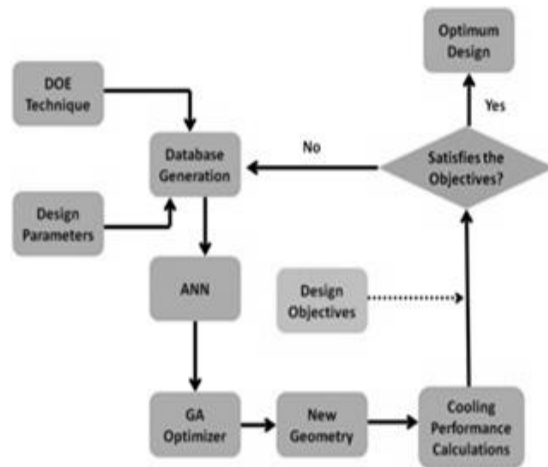 Optimum
Design
DOE
Technique
Yes
Database
Generation
No
Satisfies the
Objectives?
Design
Parameters
ANN
Design
Objectives
GA
Optimizer
New
Geometry
Cooling
Performance
Calculations